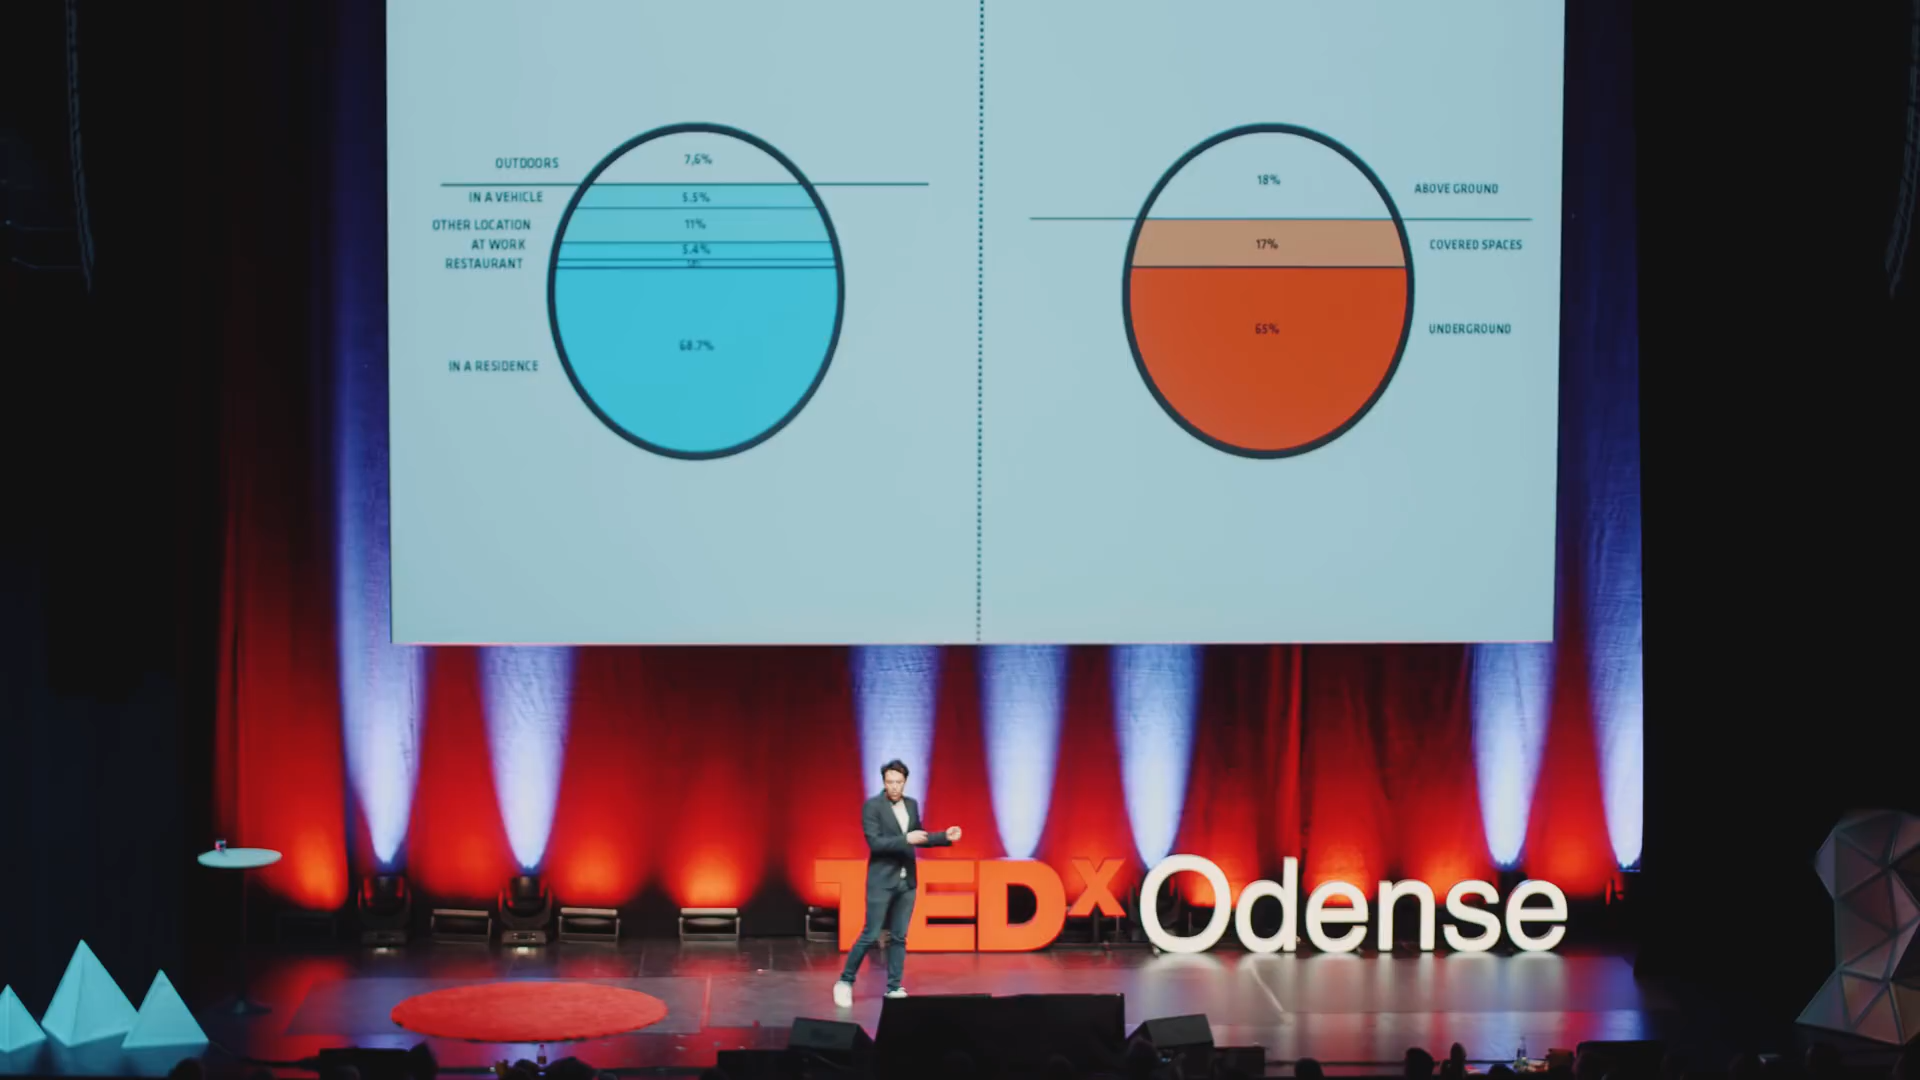 OUTDOORS
7,6%
IN A VEHICLE
5.5%
OTHER LOCATION
11%
AT WORK
5.4%
RESTAURANT
IN A RESIDENCE
68.7%
18%
ABOVE GROUND
17%
COVERED SPACES
65%
UNDERGROUND
TEDx Odense